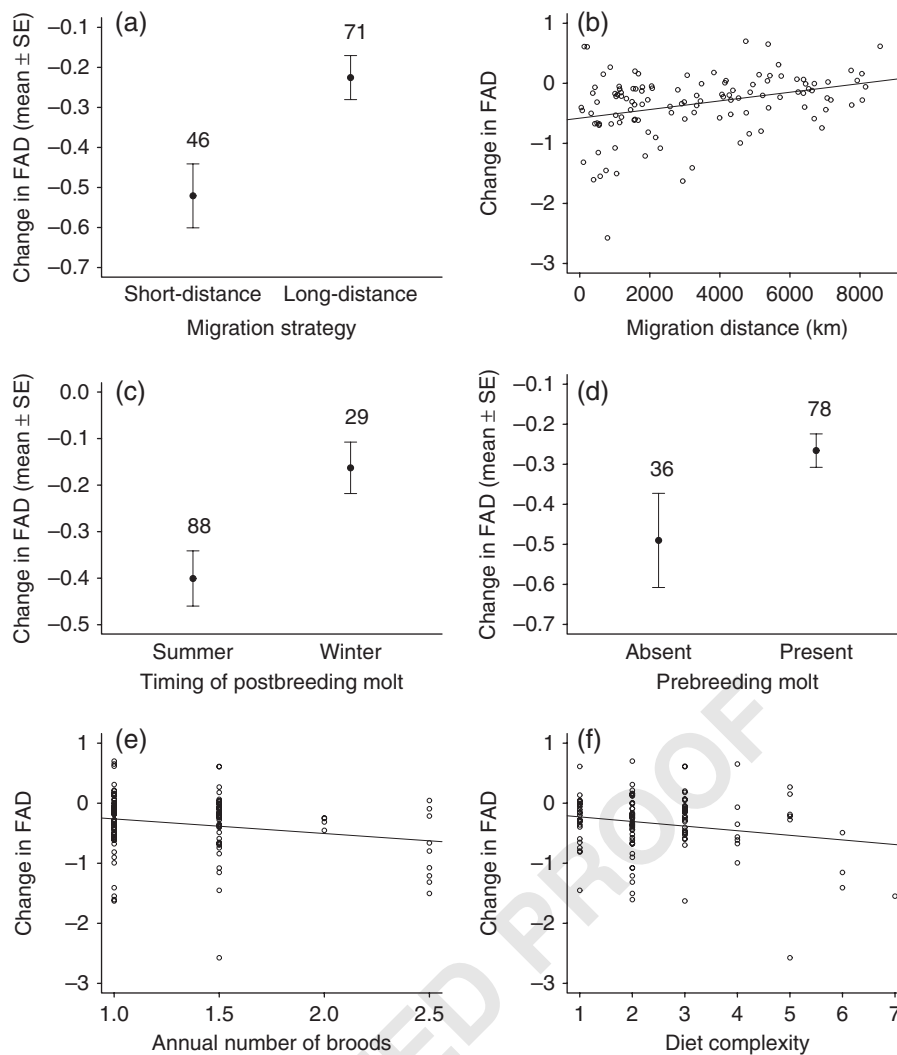 (a)
Change in FAD (mean ± SE)
−0.1
−0.2
−0.3
−0.4
−0.5
−0.6
−0.7
46
71
Short-distance Long-distance
Migration strategy
(b)
Change in FAD
1
0
−1
−2
−3
0 2000 4000 6000 8000
Migration distance (km)
(c)
Change in FAD (mean ± SE)
0.0
−0.1
−0.2
−0.3
−0.4
−0.5
88
29
Summer Winter
Timing of postbreeding molt
(d)
Change in FAD (mean ± SE)
−0.1
−0.2
−0.3
−0.4
−0.5
−0.6
−0.7
36
78
Absent Present
Prebreeding molt
(e)
Change in FAD
1
0
−1
−2
−3
1.0 1.5 2.0 2.5
Annual number of broods
(f)
Change in FAD
1
0
−1
−2
−3
1 2 3 4 5 6 7
Diet complexity
ED PROOF